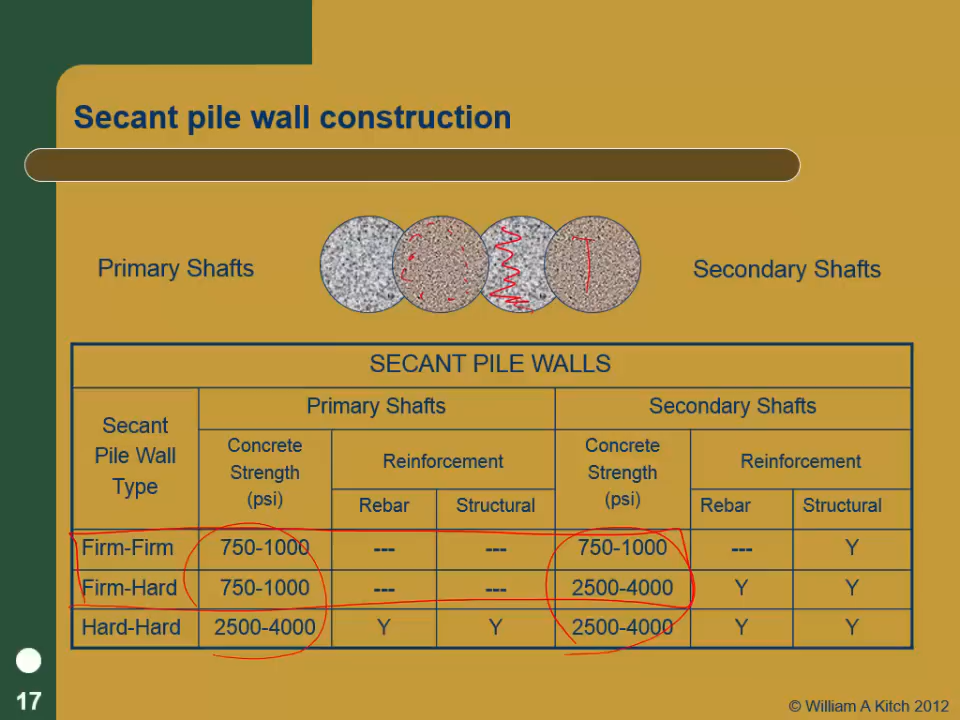 Secant pile wall construction
Primary Shafts
Secondary Shafts
SECANT PILE WALLS
Secant Pile Wall Type
Primary Shafts
Secondary Shafts
Concrete Strength (psi)
Reinforcement
Concrete Strength (psi)
Reinforcement
Rebar Structural Rebar Structural
Firm-Firm 750-1000 --- --- 750-1000 --- Y
Firm-Hard 750-1000 --- --- 2500-4000 Y Y
Hard-Hard 2500-4000 Y Y 2500-4000 Y Y
17
© William A Kitch 2012